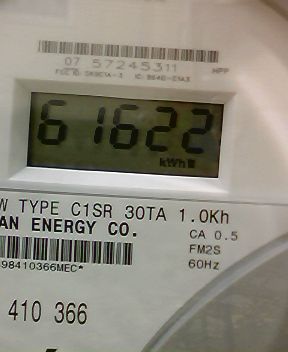 07 57245311
HPP
61622
kWh
W TYPE C1SR 30TA 1.0Kh
AN ENERGY CO.
CA 0.5
FM2S
60Hz
98410366MEC*
410 366